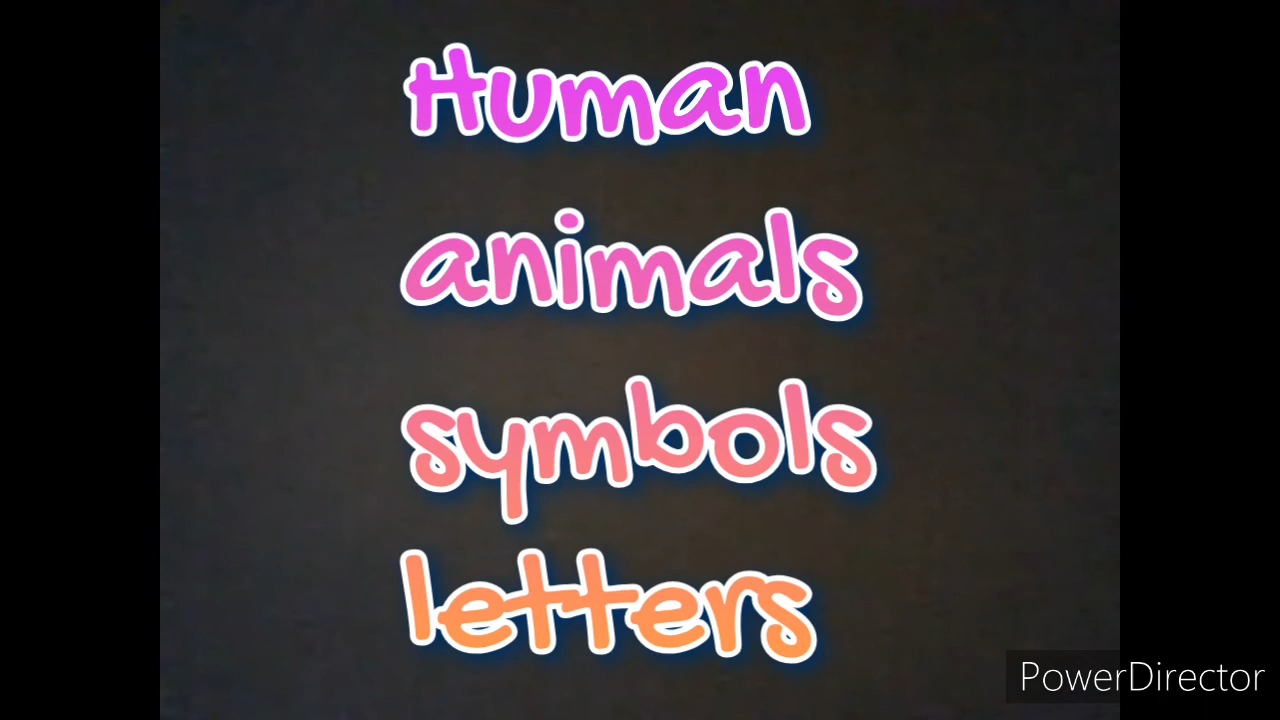 Human
animals
symbols
letters
PowerDirector